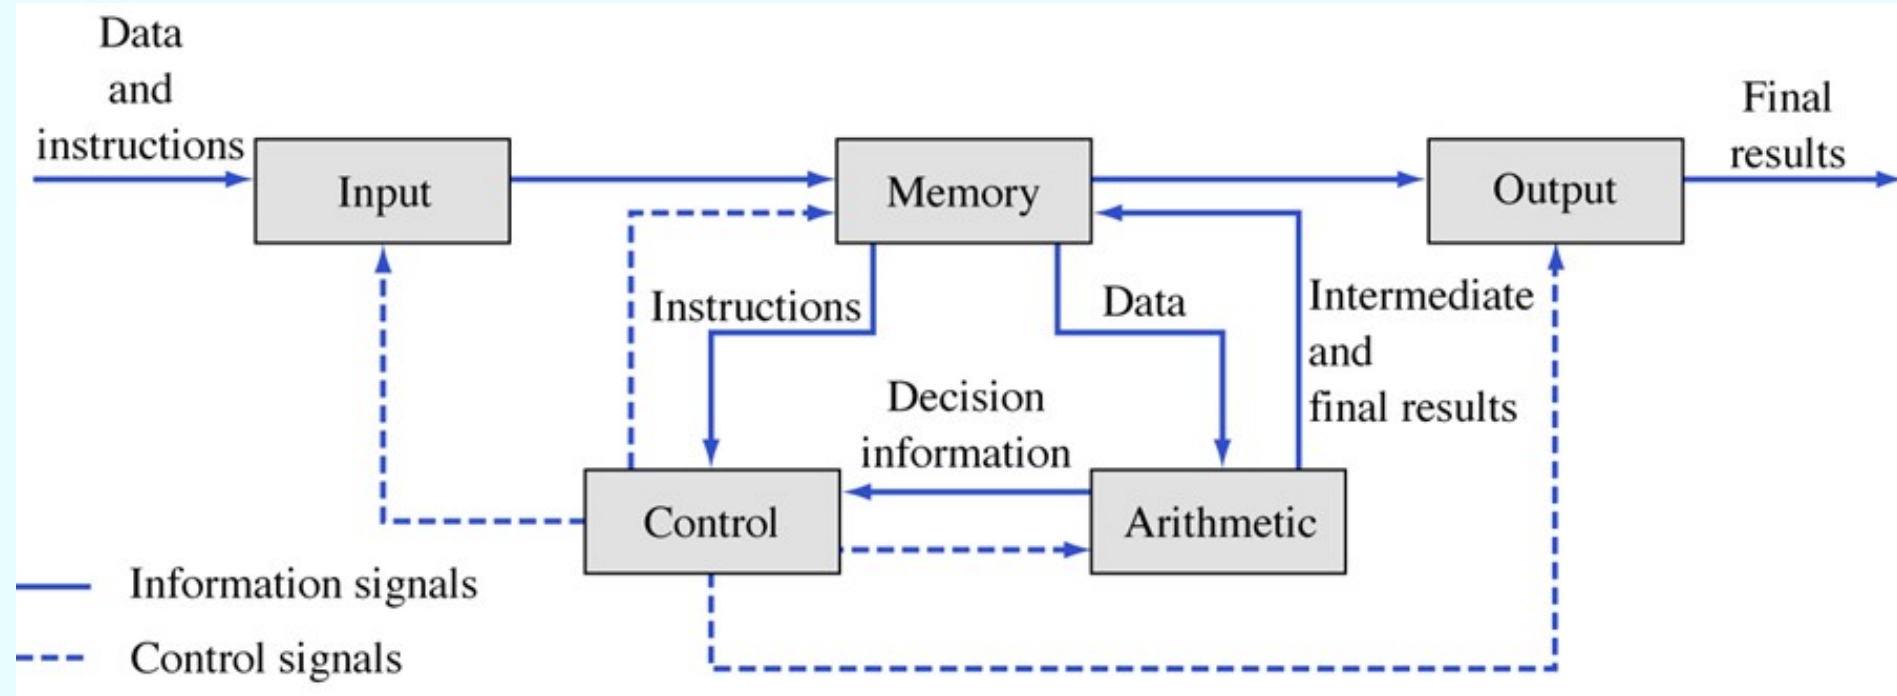 Data
and
instructions
Input
Memory
Output
Final
results
Instructions
Data
Intermediate
and
final results
Decision
information
Control
Arithmetic
Information signals
Control signals